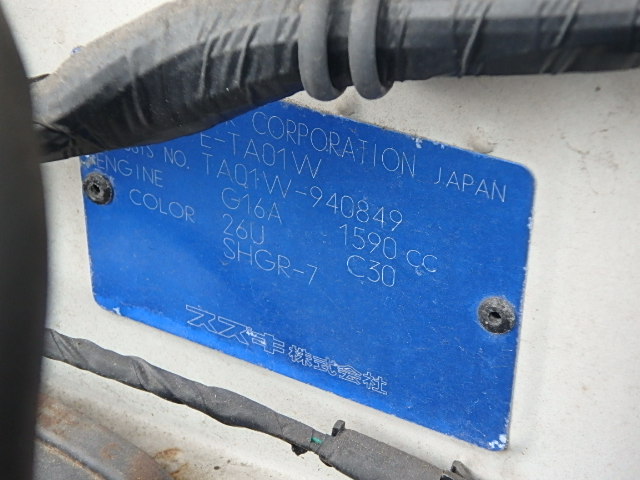 CORPORATION JAPAN
E-TA01W
NO. TA01W-940849
ENGINE G16A 1590 CC
COLOR 26U
SHGR-7 C30
スズキ株式会社